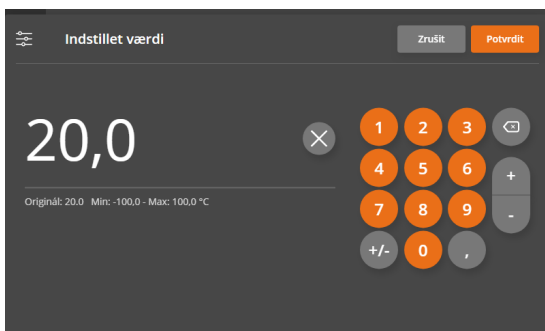 Indstillet værdi
Zrušit
Potvrdit
20,0
Originál: 20.0 Min: -100,0 - Max: 100,0 °C
1 2 3
4 5 6 +
7 8 9 -
+/- 0 ,